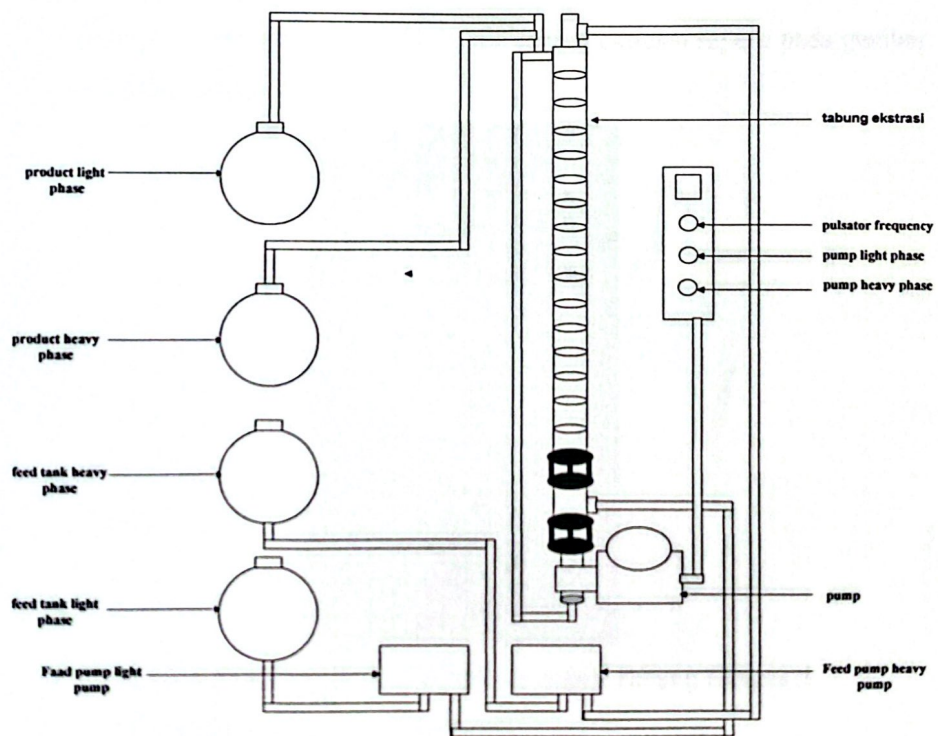 tabung ekstrasi
product light
phase
pulsator frequency
pump light phase
pump heavy phase
product heavy
phase
feed tank heavy
phase
feed tank light
phase
pump
Faad pump light
pump
Feed pump heavy
pump